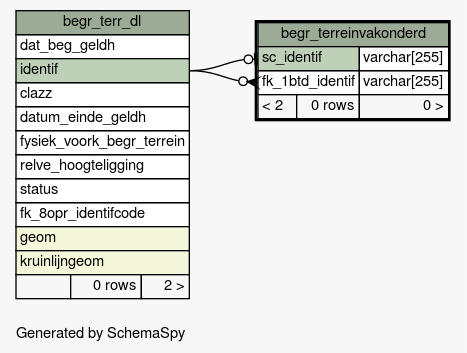 begr_terr_dl
dat_beg_geldh
identif
clazz
datum_einde_geldh
fysiek_voork_begr_terrein
relve_hoogteligging
status
fk_8opr_identifcode
geom
kruinlijngeom
0 rows 2 >
begr_terreinvakonderd
sc_identif varchar[255]
fk_1btd_identif varchar[255]
< 2 0 rows 0 >
Generated by SchemaSpy